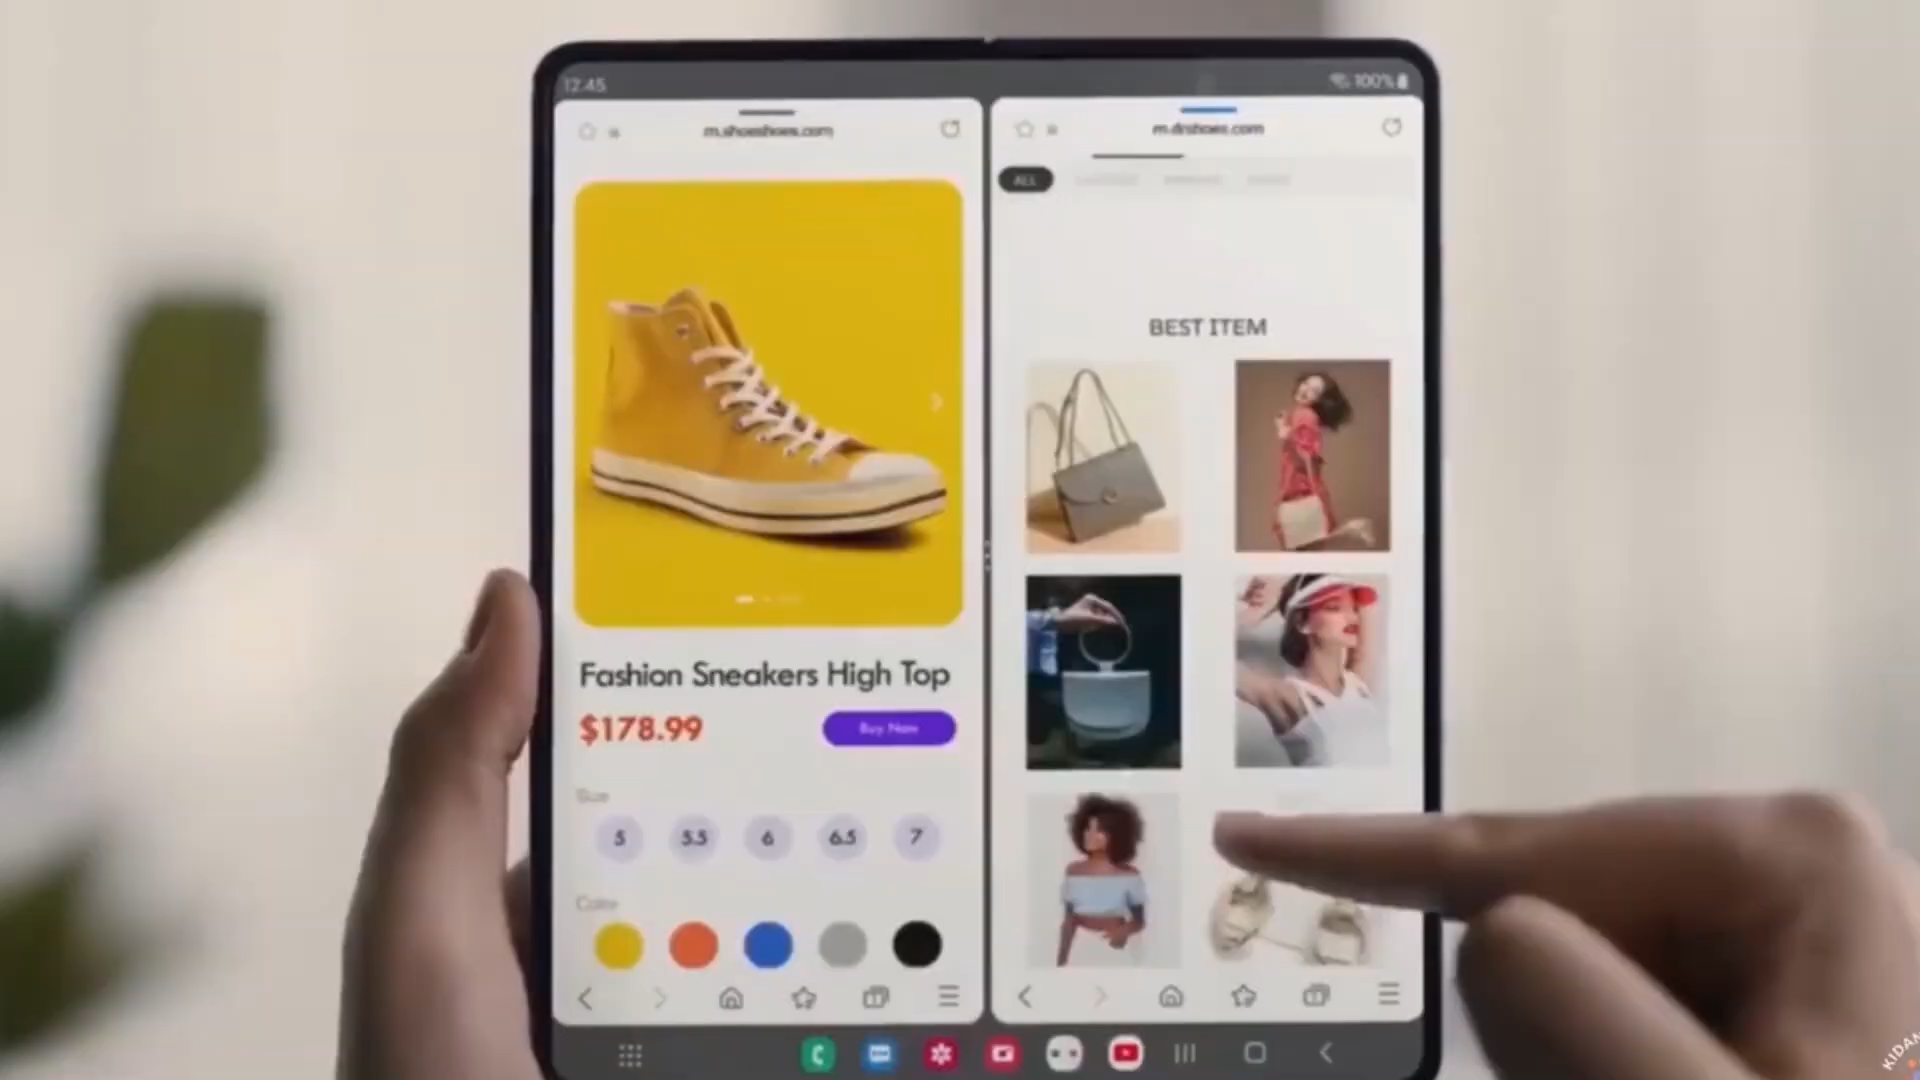 12:45
100%
m.shoeshoes.com
Fashion Sneakers High Top
$178.99
Buy Now
Size
5 5.5 6 6.5 7
Color
m.drshoes.com
ALL
BEST ITEM